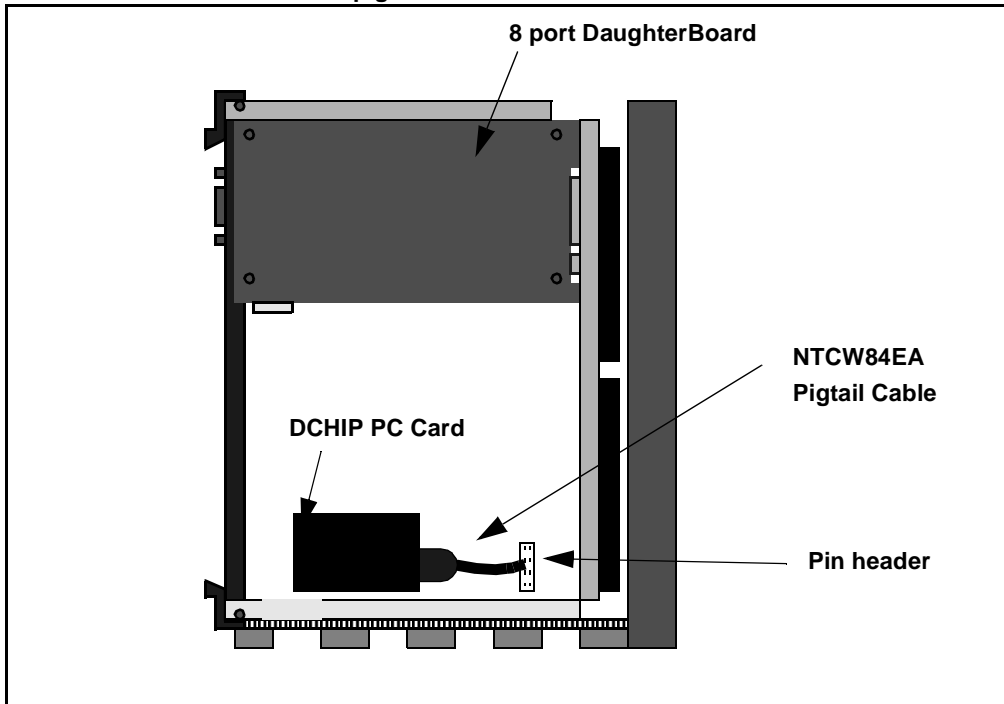 8 port DaughterBoard
NTCW84EA
Pigtail Cable
DCHIP PC Card
Pin header